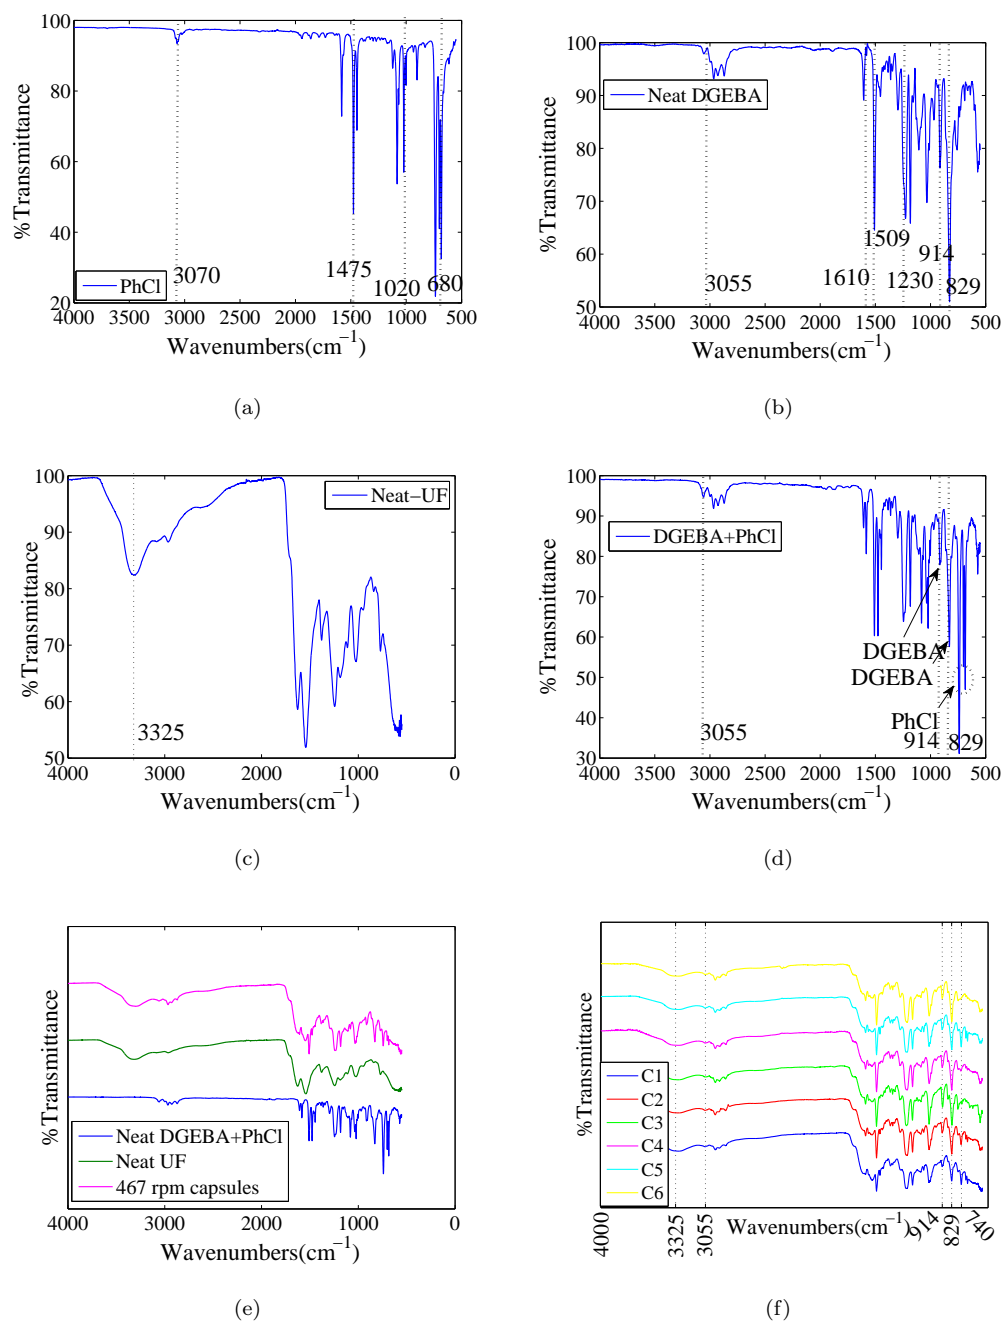 100
80
60
40
20
%Transmittance
PhCl
3070
1475
1020
680
4000 3500 3000 2500 2000 1500 1000 500
Wavenumbers(cm⁻¹)
(a)
100
90
80
70
60
50
%Transmittance
Neat DGEBA
3055
1610
1509
1230
914
829
4000 3500 3000 2500 2000 1500 1000 500
Wavenumbers(cm⁻¹)
(b)
100
90
80
70
60
50
%Transmittance
Neat-UF
3325
4000 3000 2000 1000 0
Wavenumbers(cm⁻¹)
(c)
100
90
80
70
60
50
40
30
%Transmittance
DGEBA+PhCl
DGEBA
DGEBA
PhCl
3055
914
829
4000 3500 3000 2500 2000 1500 1000 500
Wavenumbers(cm⁻¹)
(d)
%Transmittance
Neat DGEBA+PhCl
Neat UF
467 rpm capsules
4000 3000 2000 1000 0
Wavenumbers(cm⁻¹)
(e)
%Transmittance
C1
C2
C3
C4
C5
C6
4000 3325 3055 914 829 740
Wavenumbers(cm⁻¹)
(f)